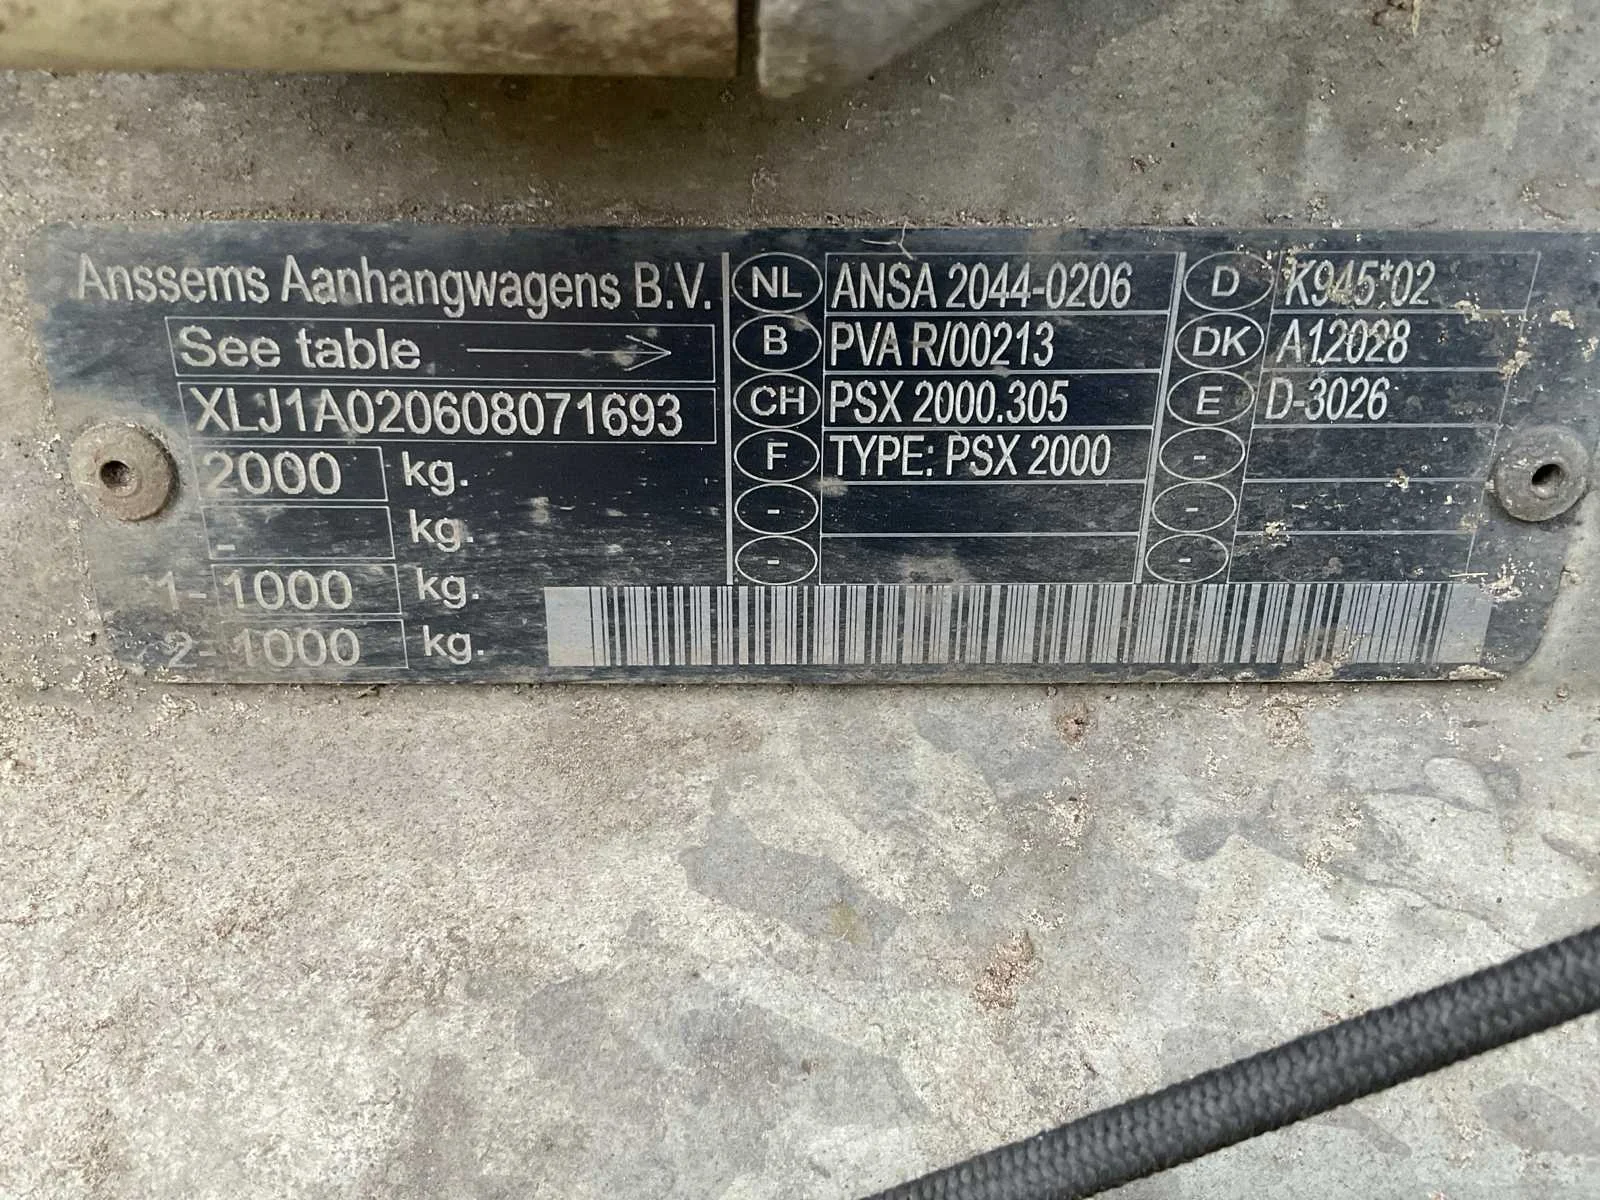 Anssems Aanhangwagens B.V.
See table
XLJ1A020608071693
2000 kg.
- kg.
1- 1000 kg.
2- 1000 kg.
NL ANSA 2044-0206
B PVA R/00213
CH PSX 2000.305
F TYPE: PSX 2000
-
-
D K945*02
DK A12028
E D-3026
-
-
-